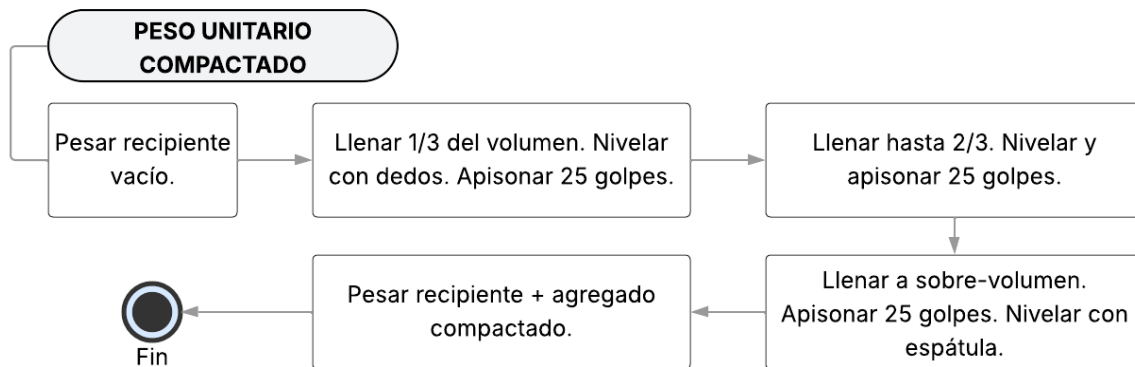 PESO UNITARIO
COMPACTADO
Pesar recipiente
vacío.
Llenar 1/3 del volumen. Nivelar
con dedos. Apisonar 25 golpes.
Llenar hasta 2/3. Nivelar y
apisonar 25 golpes.
Llenar a sobre-volumen.
Apisonar 25 golpes. Nivelar con
espátula.
Pesar recipiente + agregado
compactado.
Fin